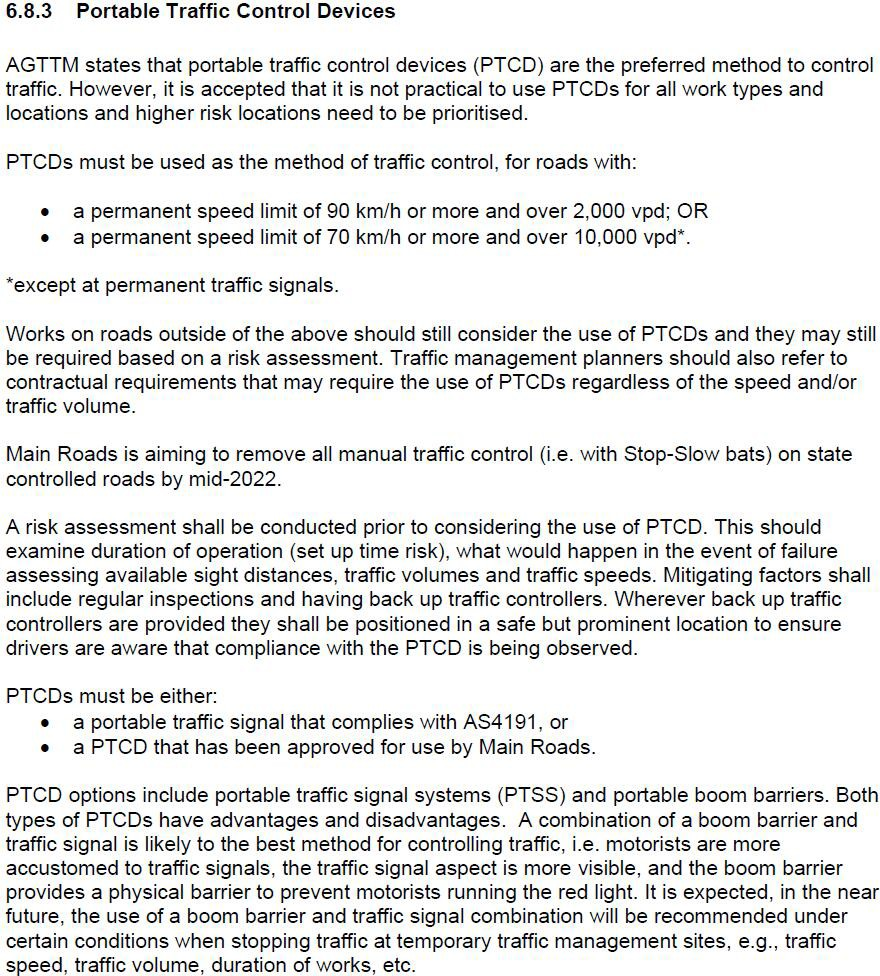 6.8.3 Portable Traffic Control Devices
AGTTM states that portable traffic control devices (PTCD) are the preferred method to control
traffic. However, it is accepted that it is not practical to use PTCDs for all work types and
locations and higher risk locations need to be prioritised.
PTCDs must be used as the method of traffic control, for roads with:
• a permanent speed limit of 90 km/h or more and over 2,000 vpd; OR
• a permanent speed limit of 70 km/h or more and over 10,000 vpd*.
*except at permanent traffic signals.
Works on roads outside of the above should still consider the use of PTCDs and they may still
be required based on a risk assessment. Traffic management planners should also refer to
contractual requirements that may require the use of PTCDs regardless of the speed and/or
traffic volume.
Main Roads is aiming to remove all manual traffic control (i.e. with Stop-Slow bats) on state
controlled roads by mid-2022.
A risk assessment shall be conducted prior to considering the use of PTCD. This should
examine duration of operation (set up time risk), what would happen in the event of failure
assessing available sight distances, traffic volumes and traffic speeds. Mitigating factors shall
include regular inspections and having back up traffic controllers. Wherever back up traffic
controllers are provided they shall be positioned in a safe but prominent location to ensure
drivers are aware that compliance with the PTCD is being observed.
PTCDs must be either:
• a portable traffic signal that complies with AS4191, or
• a PTCD that has been approved for use by Main Roads.
PTCD options include portable traffic signal systems (PTSS) and portable boom barriers. Both
types of PTCDs have advantages and disadvantages. A combination of a boom barrier and
traffic signal is likely to the best method for controlling traffic, i.e. motorists are more
accustomed to traffic signals, the traffic signal aspect is more visible, and the boom barrier
provides a physical barrier to prevent motorists running the red light. It is expected, in the near
future, the use of a boom barrier and traffic signal combination will be recommended under
certain conditions when stopping traffic at temporary traffic management sites, e.g., traffic
speed, traffic volume, duration of works, etc.